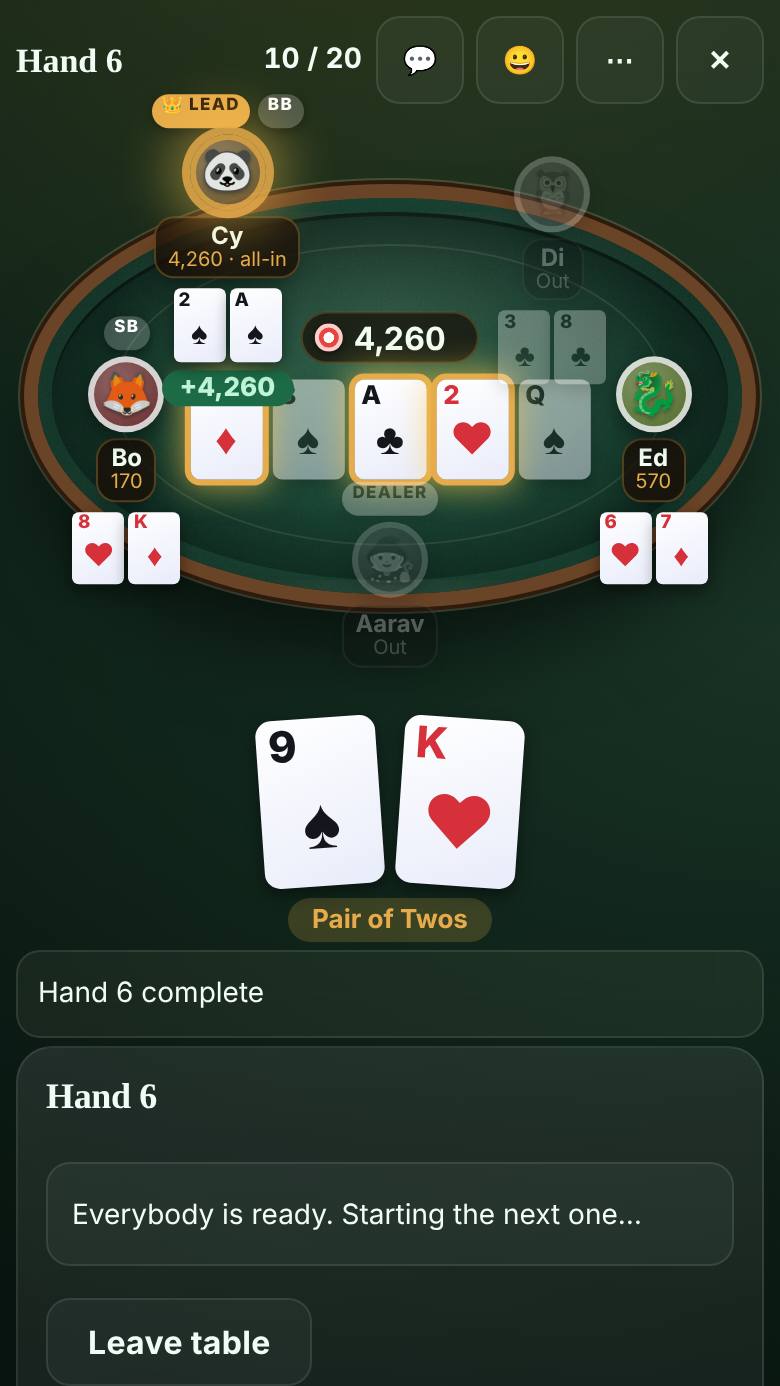 Hand 6
10 / 20
LEAD
BB
Cy
4,260 · all-in
Di
Out
2
A
SB
4,260
3
8
+4,260
A
2
Q
Bo
170
Ed
570
DEALER
8
K
6
7
Aarav
Out
9
K
Pair of Twos
Hand 6 complete
Hand 6
Everybody is ready. Starting the next one...
Leave table